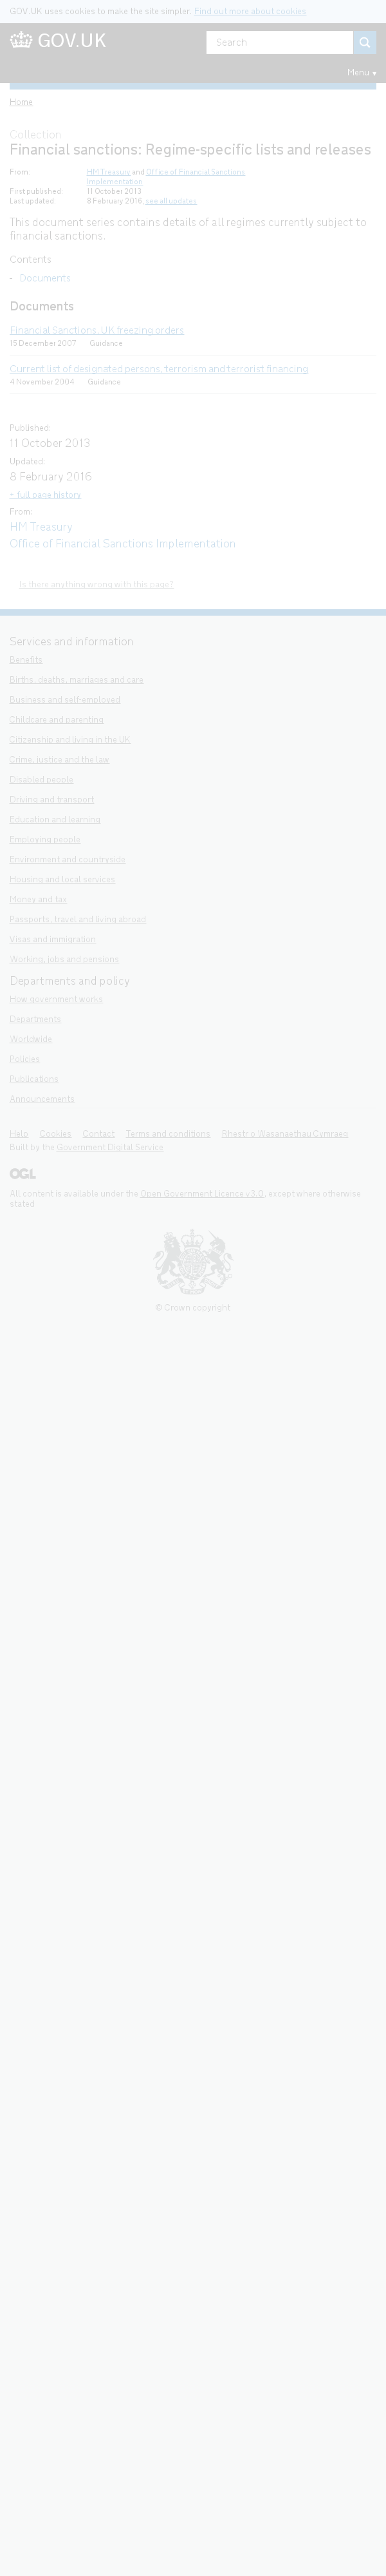 GOV.UK uses cookies to make the site simpler. Find out more about cookies
GOV.UK
Search
Menu ▾
Home
Collection
Financial sanctions: Regime-specific lists and releases
From: HM Treasury and Office of Financial Sanctions
Implementation
First published: 11 October 2013
Last updated: 8 February 2016, see all updates
This document series contains details of all regimes currently subject to
financial sanctions.
Contents
- Documents
Documents
Financial Sanctions, UK freezing orders
15 December 2007 Guidance
Current list of designated persons, terrorism and terrorist financing
4 November 2004 Guidance
Published:
11 October 2013
Updated:
8 February 2016
+ full page history
From:
HM Treasury
Office of Financial Sanctions Implementation
Is there anything wrong with this page?
Services and information
Benefits
Births, deaths, marriages and care
Business and self-employed
Childcare and parenting
Citizenship and living in the UK
Crime, justice and the law
Disabled people
Driving and transport
Education and learning
Employing people
Environment and countryside
Housing and local services
Money and tax
Passports, travel and living abroad
Visas and immigration
Working, jobs and pensions
Departments and policy
How government works
Departments
Worldwide
Policies
Publications
Announcements
Help Cookies Contact Terms and conditions Rhestr o Wasanaethau Cymraeg
Built by the Government Digital Service
OGL
All content is available under the Open Government Licence v3.0, except where otherwise
stated
© Crown copyright